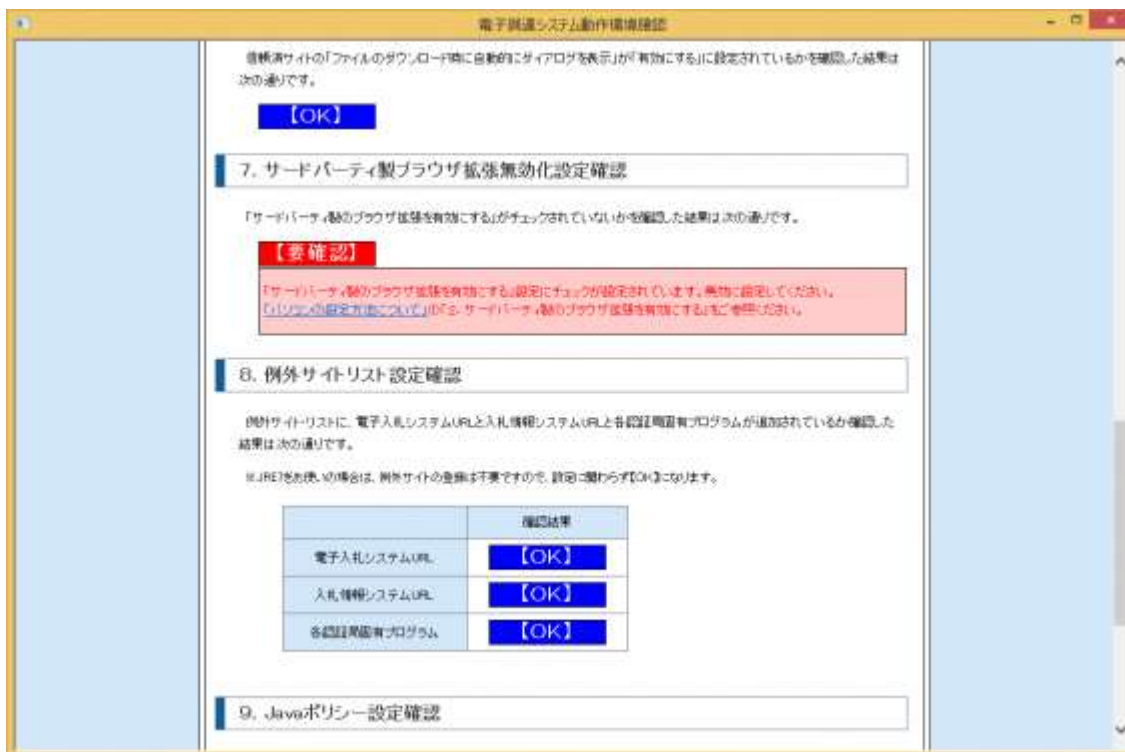 電子調達システム動作環境確認
信頼済サイトの「ファイルのダウンロード時に自動的にダイアログを表示」が「有効にする」に設定されているかを確認した結果は
次の通りです。
【OK】
7. サードパーティ製ブラウザ拡張無効化設定確認
「サードパーティ製のブラウザ拡張を有効にする」がチェックされていないかを確認した結果は次の通りです。
【要確認】
「サードパーティ製のブラウザ拡張を有効にする」設定にチェックが設定されています。無効に設定してください。
「パソコンの設定方法について」の「S. サードパーティ製のブラウザ拡張を有効にする」をご参照ください。
8. 例外サイトリスト設定確認
例外サイトリストに、電子入札システムURLと入札情報システムURLと各認証局固有プログラムが追加されているか確認した
結果は次の通りです。
※JRE7をお使いの場合は、例外サイトの登録は不要ですので、設定に関わらず【OK】になります。
確認結果
電子入札システムURL 【OK】
入札情報システムURL 【OK】
各認証局固有プログラム 【OK】
9. Javaポリシー設定確認